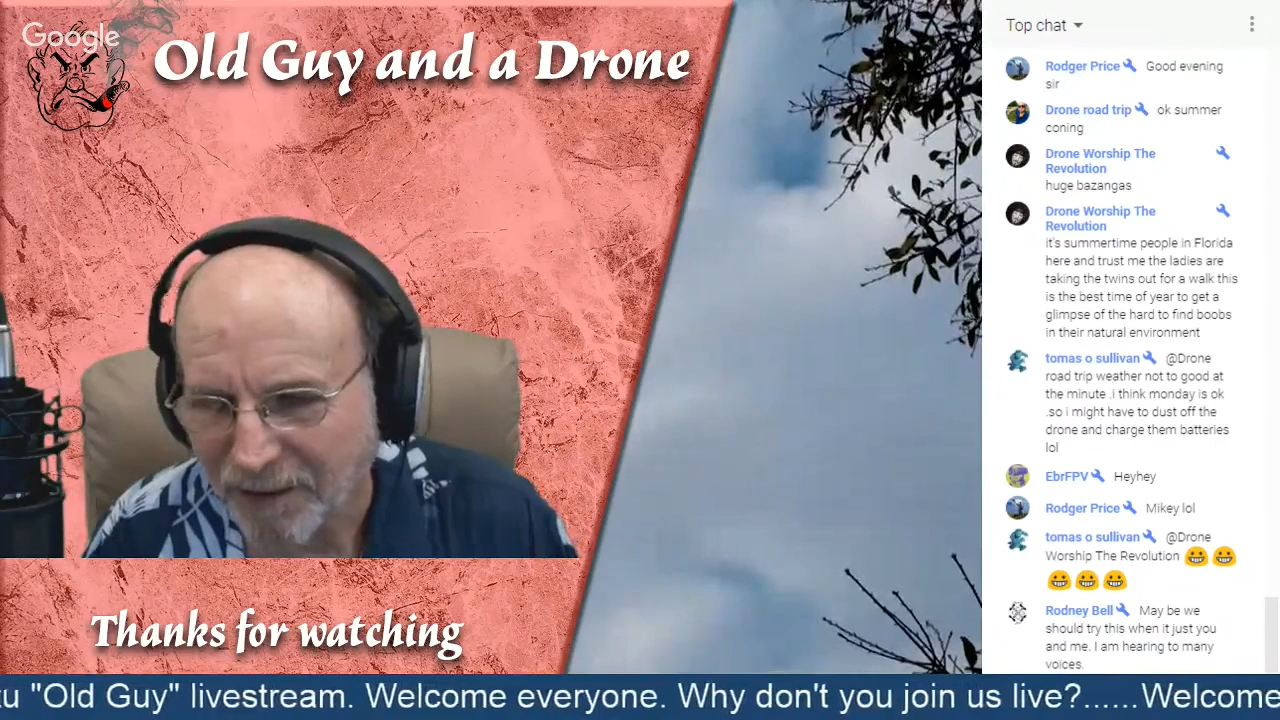 Google
Old Guy and a Drone
Thanks for watching
Top chat
Rodger Price Good evening
sir
Drone road trip ok summer
coning
Drone Worship The
Revolution
huge bazangas
Drone Worship The
Revolution
it's summertime people in Florida
here and trust me the ladies are
taking the twins out for a walk this
is the best time of year to get a
glimpse of the hard to find boobs
in their natural environment
tomas o sullivan @Drone
road trip weather not to good at
the minute .i think monday is ok
.so i might have to dust off the
drone and charge them batteries
lol
EbrFPV Heyhey
Rodger Price Mikey lol
tomas o sullivan @Drone
Worship The Revolution
Rodney Bell May be we
should try this when it just you
and me. I am hearing to many
voices.
tu "Old Guy" livestream. Welcome everyone. Why don't you join us live?......Welcome